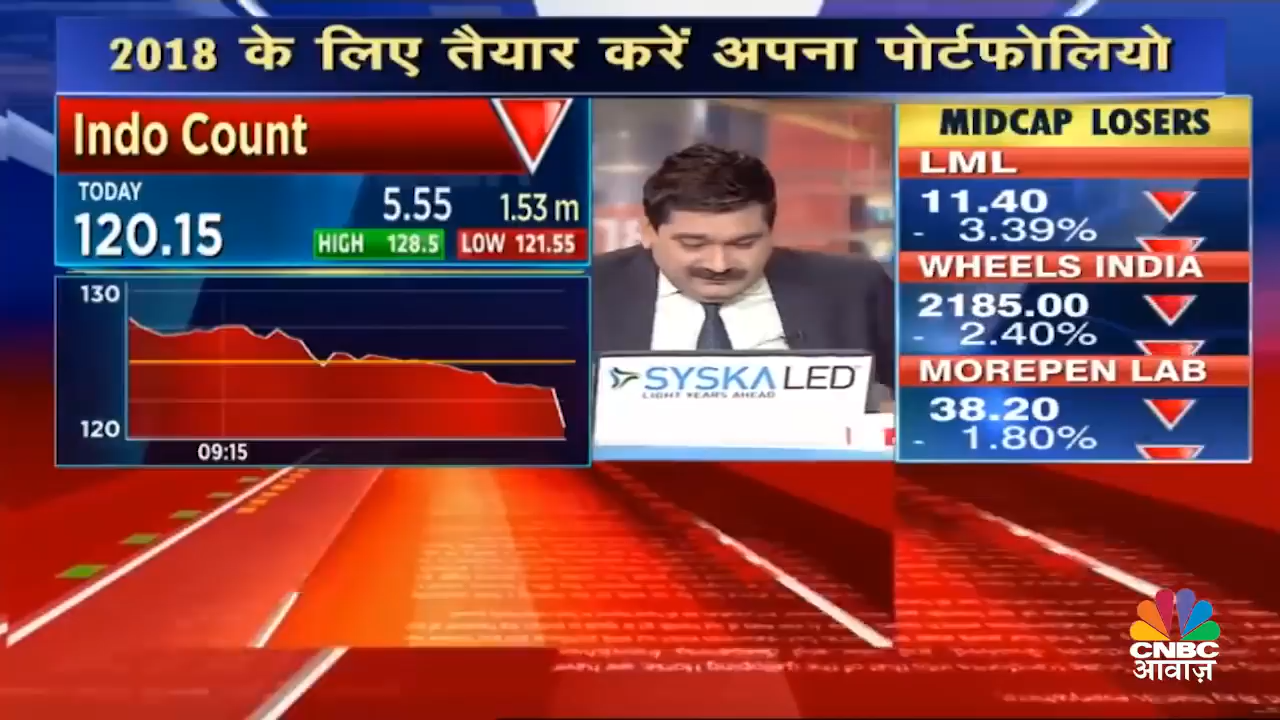 2018 के लिए तैयार करें अपना पोर्टफोलियो
Indo Count
TODAY
120.15
5.55
1.53 m
HIGH 128.5
LOW 121.55
130
120
09:15
SYSKA LED
LIGHT YEARS AHEAD
MIDCAP LOSERS
LML
11.40
- 3.39%
WHEELS INDIA
2185.00
- 2.40%
MOREPEN LAB
38.20
- 1.80%
CNBC
आवाज़